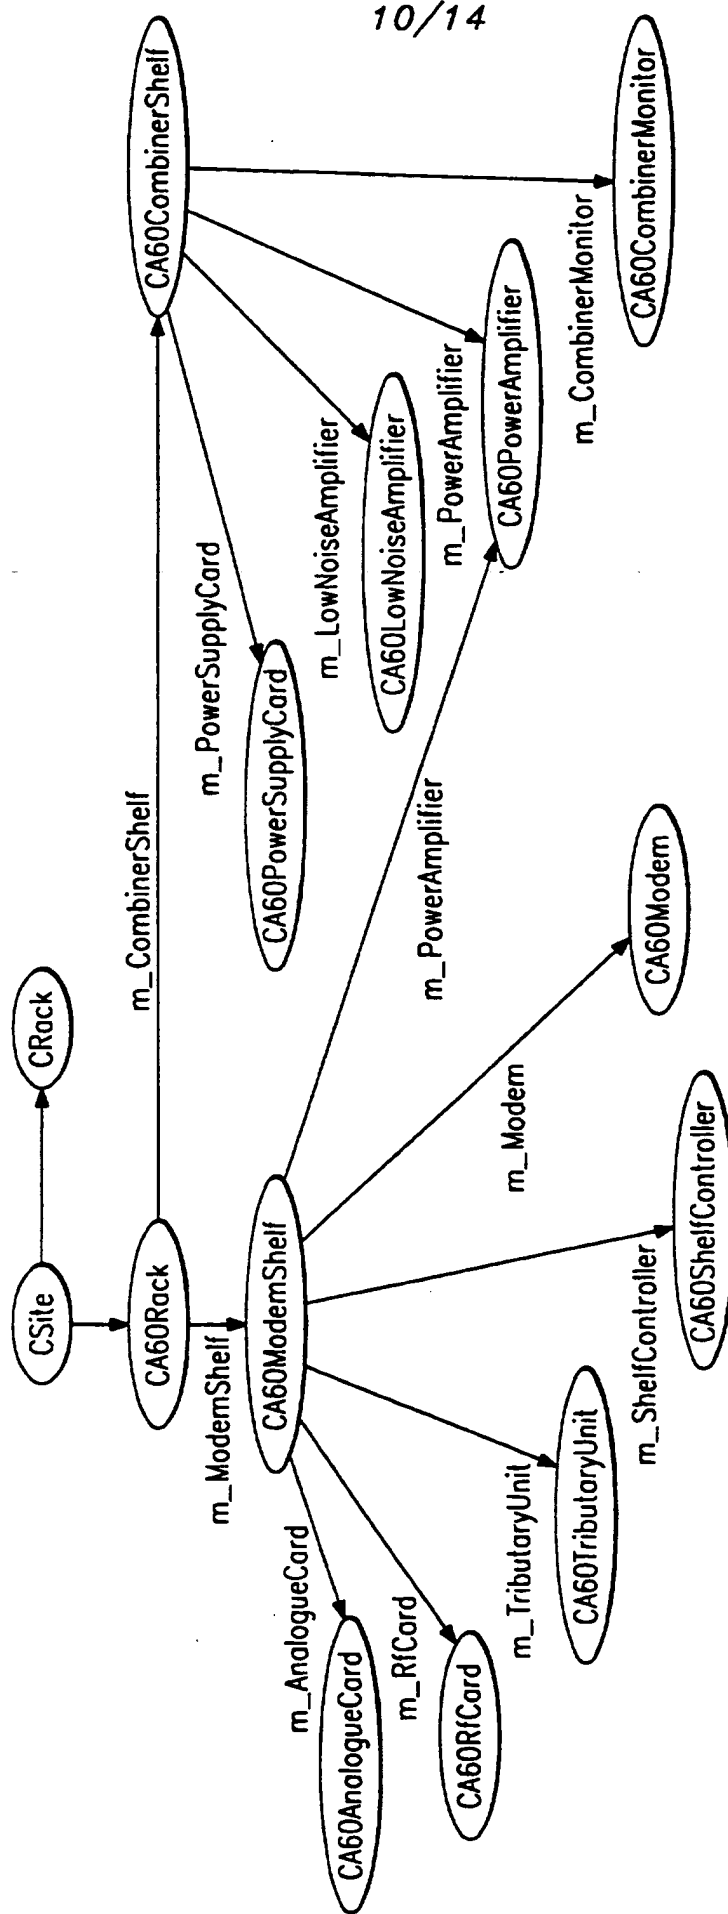 10/14
CSite
CRack
CA60Rack
m_CombinerShelf
CA60CombinerShelf
m_ModemShelf
CA60ModemShelf
m_PowerSupplyCard
CA60PowerSupplyCard
m_LowNoiseAmplifier
CA60LowNoiseAmplifier
m_PowerAmplifier
CA60PowerAmplifier
m_CombinerMonitor
CA60CombinerMonitor
m_AnalogueCard
CA60AnalogueCard
m_RfCard
CA60RfCard
m_TributaryUnit
CA60TributaryUnit
m_ShelfController
CA60ShelfController
m_Modem
CA60Modem
m_PowerAmplifier